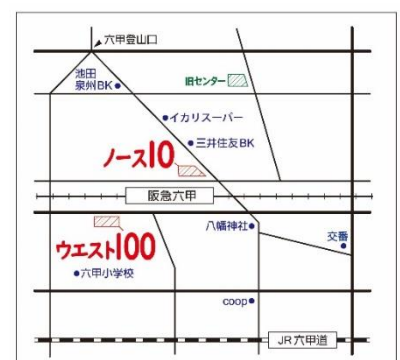 六甲登山口
池田
泉州BK
旧センター
イカリスーパー
三井住友BK
ノース10
阪急六甲
八幡神社
交番
ウエスト100
六甲小学校
coop
JR六甲道